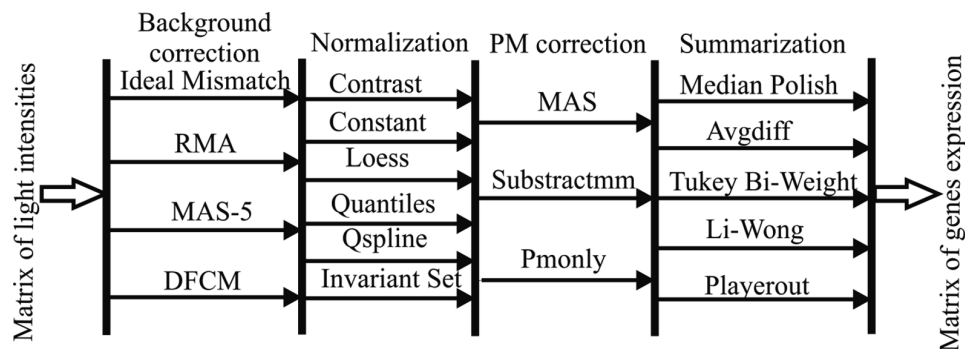 Matrix of light intensities
Background
correction
Ideal Mismatch
RMA
MAS-5
DFCM
Normalization
Contrast
Constant
Loess
Quantiles
Qspline
Invariant Set
PM correction
MAS
Substractmm
Pmonly
Summarization
Median Polish
Avgdiff
Tukey Bi-Weight
Li-Wong
Playerout
Matrix of genes expression